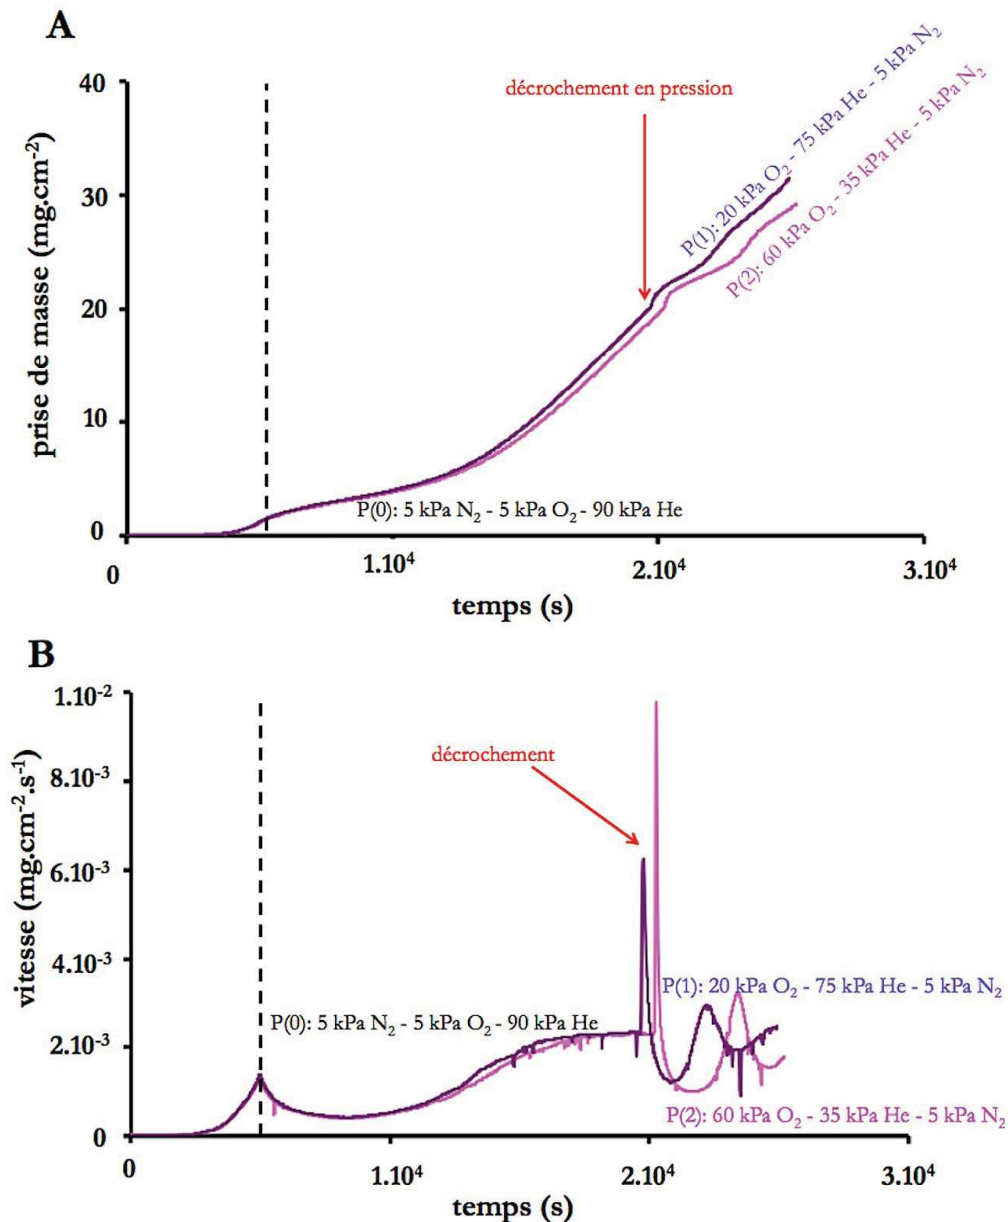 A
40
30
20
10
0
prise de masse (mg.cm⁻²)
décrochement en pression
P(1): 20 kPa O₂ - 75 kPa He - 5 kPa N₂
P(2): 60 kPa O₂ - 35 kPa He - 5 kPa N₂
P(0): 5 kPa N₂ - 5 kPa O₂ - 90 kPa He
0
1.10⁴
2.10⁴
3.10⁴
temps (s)
B
1.10⁻²
8.10⁻³
6.10⁻³
4.10⁻³
2.10⁻³
0
vitesse (mg.cm⁻².s⁻¹)
décrochement
P(1): 20 kPa O₂ - 75 kPa He - 5 kPa N₂
P(0): 5 kPa N₂ - 5 kPa O₂ - 90 kPa He
P(2): 60 kPa O₂ - 35 kPa He - 5 kPa N₂
0
1.10⁴
2.10⁴
3.10⁴
temps (s)